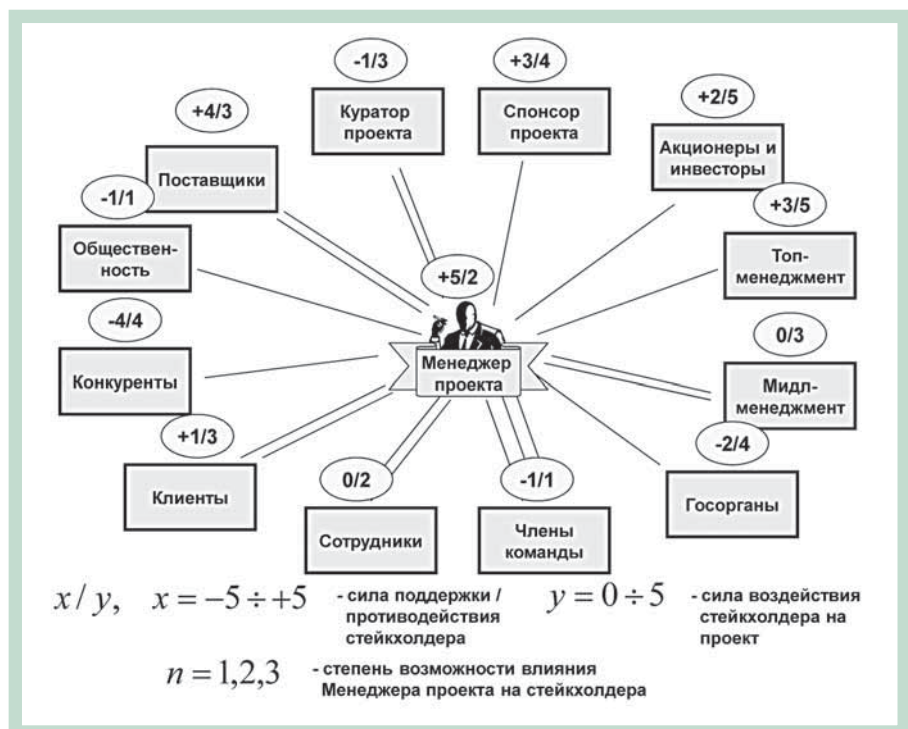 -1/3
Куратор
проекта
+3/4
Спонсор
проекта
+2/5
Акционеры и
инвесторы
+4/3
Поставщики
+3/5
Топ-
менеджмент
-1/1
Обществен-
ность
+5/2
Менеджер
проекта
-4/4
Конкуренты
0/3
Мидл-
менеджмент
+1/3
Клиенты
0/2
Сотрудники
-1/1
Члены
команды
-2/4
Госорганы
x / y, x = −5 ÷ +5
- сила поддержки /
противодействия
стейкхолдера
y = 0 ÷ 5
- сила воздействия
стейкхолдера на
проект
n = 1,2,3
- степень возможности влияния
Менеджера проекта на стейкхолдера